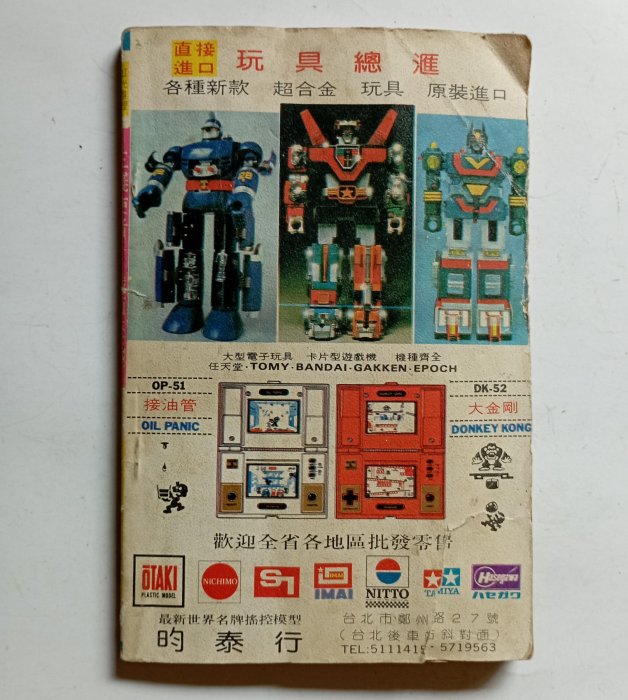 直接
進口
玩具總滙
各種新款 超合金 玩具 原裝進口
大型電子玩具 卡片型遊戲機 機種齊全
任天堂·TOMY·BANDAI·GAKKEN·EPOCH
OP-51
接油管
OIL PANIC
DK-52
大金剛
DONKEY KONG
歡迎全省各地區批發零售
ŌTAKI
PLASTIC MODEL
NICHIMO
IMAI
IMAI
NITTO
TAMIYA
Hasegawa
ハセガワ
最新世界名牌搖控模型
昀泰行
台北市鄭州路27號
(台北後車站斜對面)
TEL:5111415-5719563